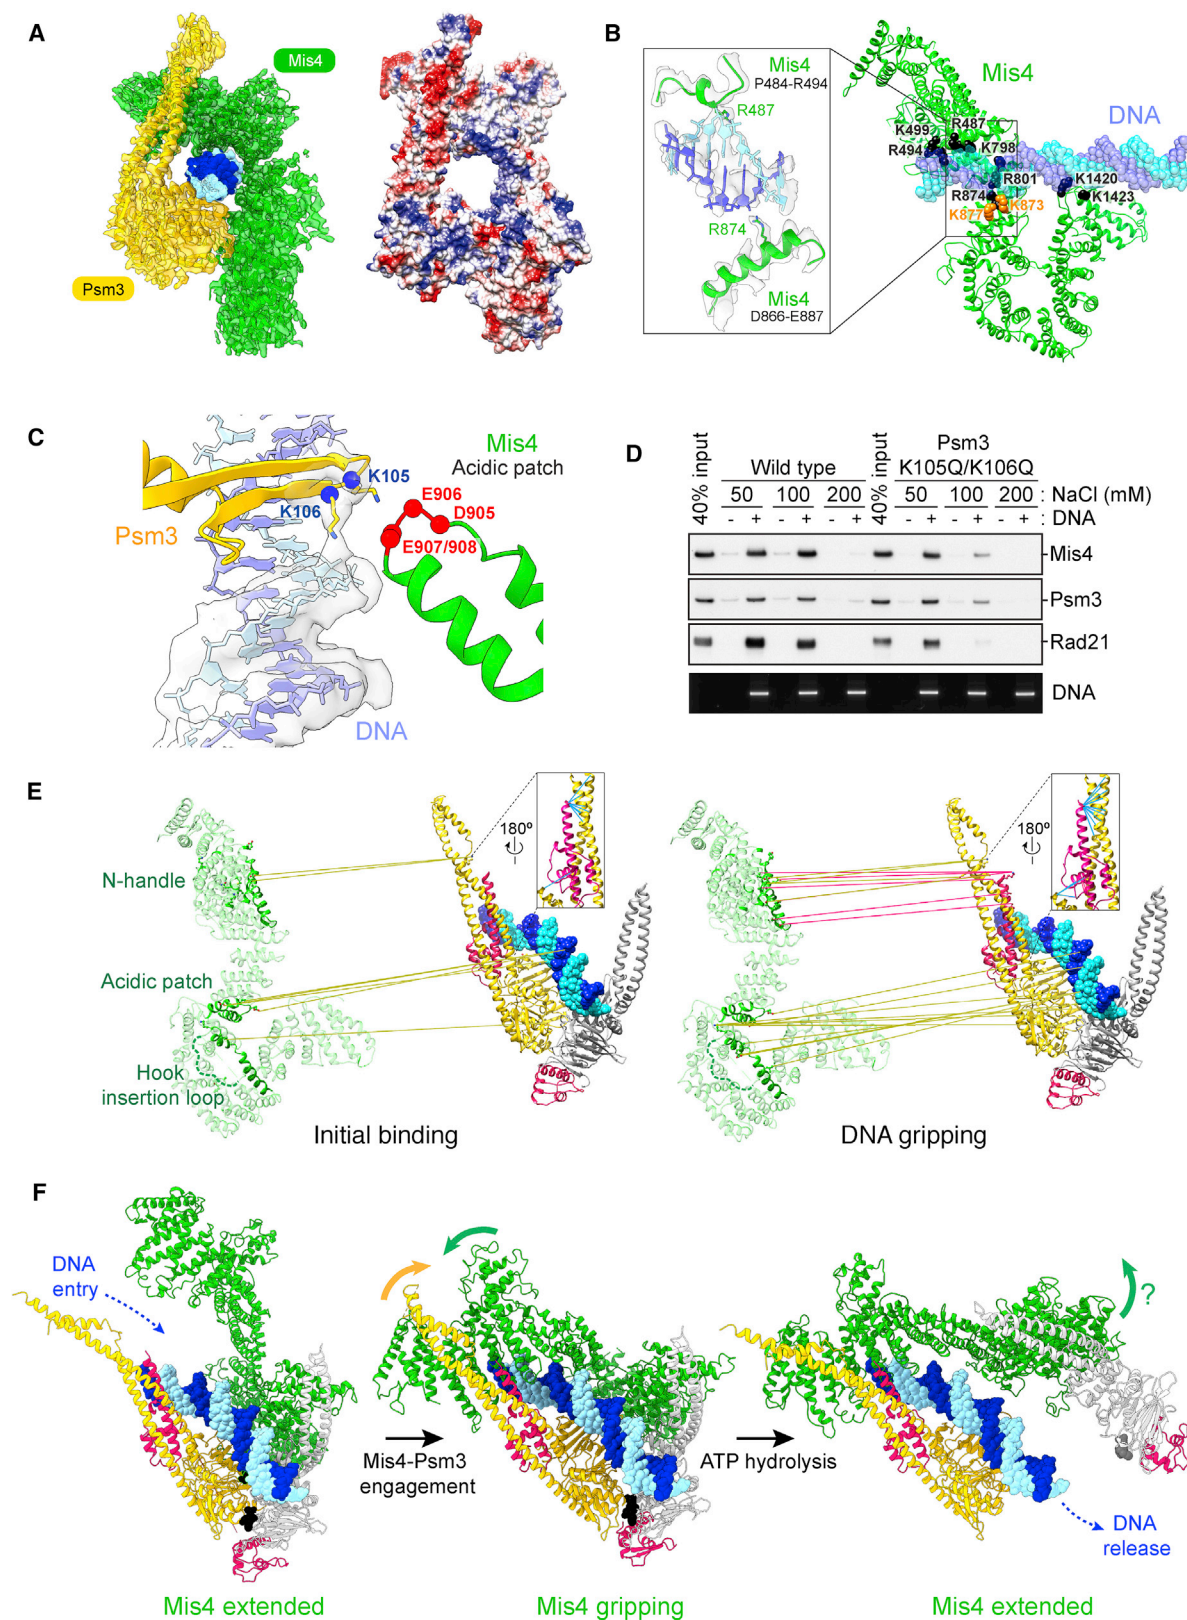 A
Mis4
Psm3
B
Mis4
P484-R494
R487
R874
Mis4
D866-E887
Mis4
DNA
K499
R487
R494
K798
R801
K1420
R874
K873
K1423
K877
C
Mis4
Acidic patch
K105
E906
K106
D905
Psm3
E907/908
DNA
D
40% input
Wild type
40% input
Psm3
K105Q/K106Q
50 100 200 50 100 200 : NaCl (mM)
- + - + - + - + - + - + : DNA
Mis4
Psm3
Rad21
DNA
E
180º
N-handle
Acidic patch
Hook
insertion loop
Initial binding
180º
DNA gripping
F
DNA
entry
Mis4-Psm3
engagement
ATP hydrolysis
?
DNA
release
Mis4 extended
Mis4 gripping
Mis4 extended